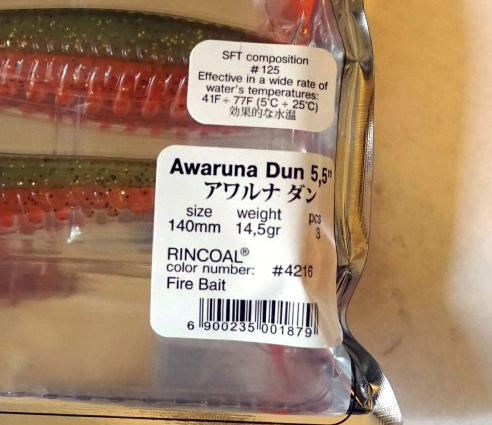 SFT composition
#125
Effective in a wide rate of
water's temperatures:
41F ÷ 77F (5℃ ÷ 25℃)
効果的な水温
Awaruna Dun 5,5"
アワルナ ダン
size weight pcs
140mm 14,5gr 3
RINCOAL®
color number: #4216
Fire Bait
6 900235 001879